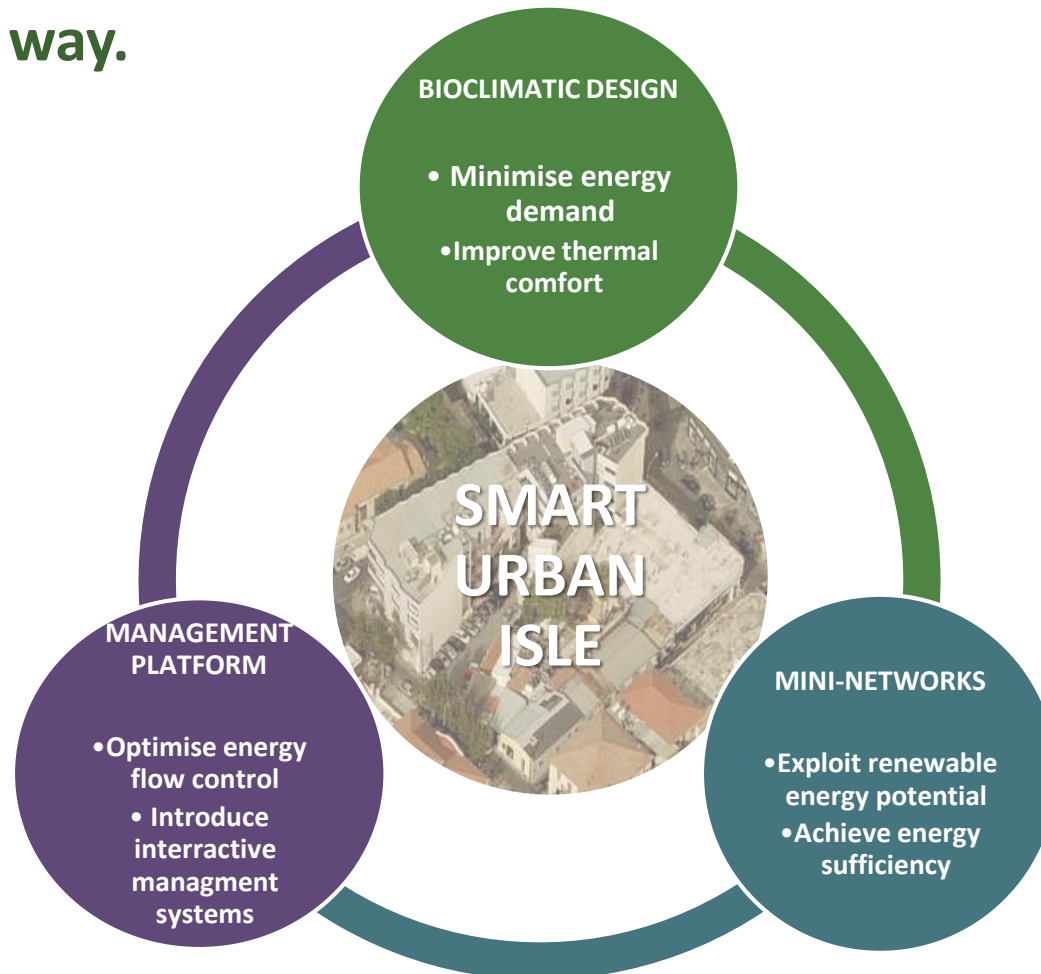 way.
BIOCLIMATIC DESIGN
• Minimise energy
demand
•Improve thermal
comfort
SMART
URBAN
ISLE
MANAGEMENT
PLATFORM
•Optimise energy
flow control
• Introduce
interractive
managment
systems
MINI-NETWORKS
•Exploit renewable
energy potential
•Achieve energy
sufficiency